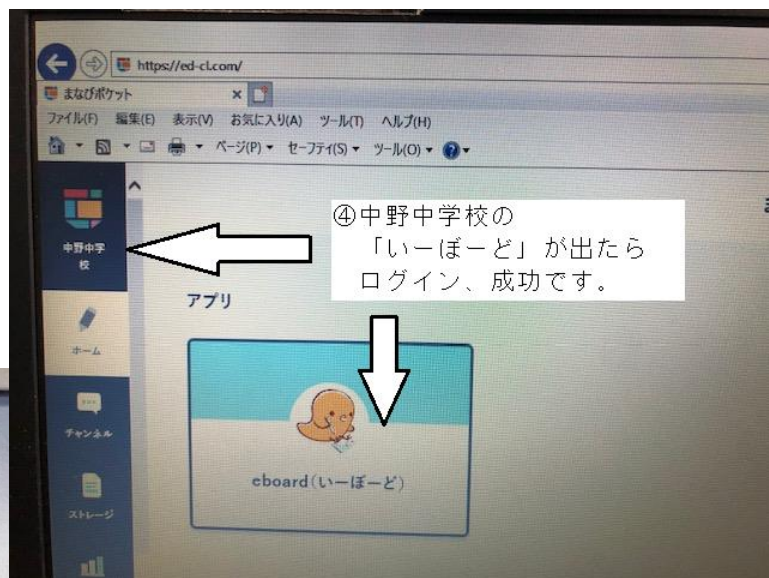 https://ed-cl.com/
まなびポケット
ファイル(F) 編集(E) 表示(V) お気に入り(A) ツール(T) ヘルプ(H)
ページ(P) セーフティ(S) ツール(O)
中野中学
校
④中野中学校の
「いーぼーど」が出たら
ログイン、成功です。
アプリ
ホーム
チャンネル
eboard(いーぼーど)
ストレージ